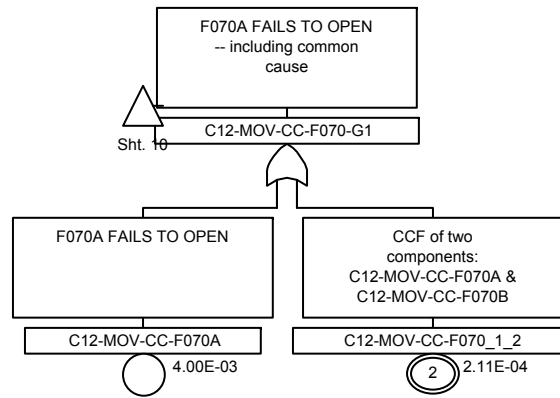 F070A FAILS TO OPEN
-- including common
cause
C12-MOV-CC-F070-G1
Sht. 10
F070A FAILS TO OPEN
C12-MOV-CC-F070A
4.00E-03
CCF of two
components:
C12-MOV-CC-F070A &
C12-MOV-CC-F070B
C12-MOV-CC-F070_1_2
2
2.11E-04